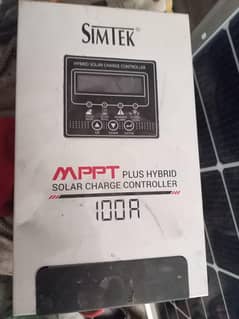 SIMTEK®
HYBRID SOLAR CHARGE CONTROLLER
MPPT PLUS HYBRID
SOLAR CHARGE CONTROLLER
100A